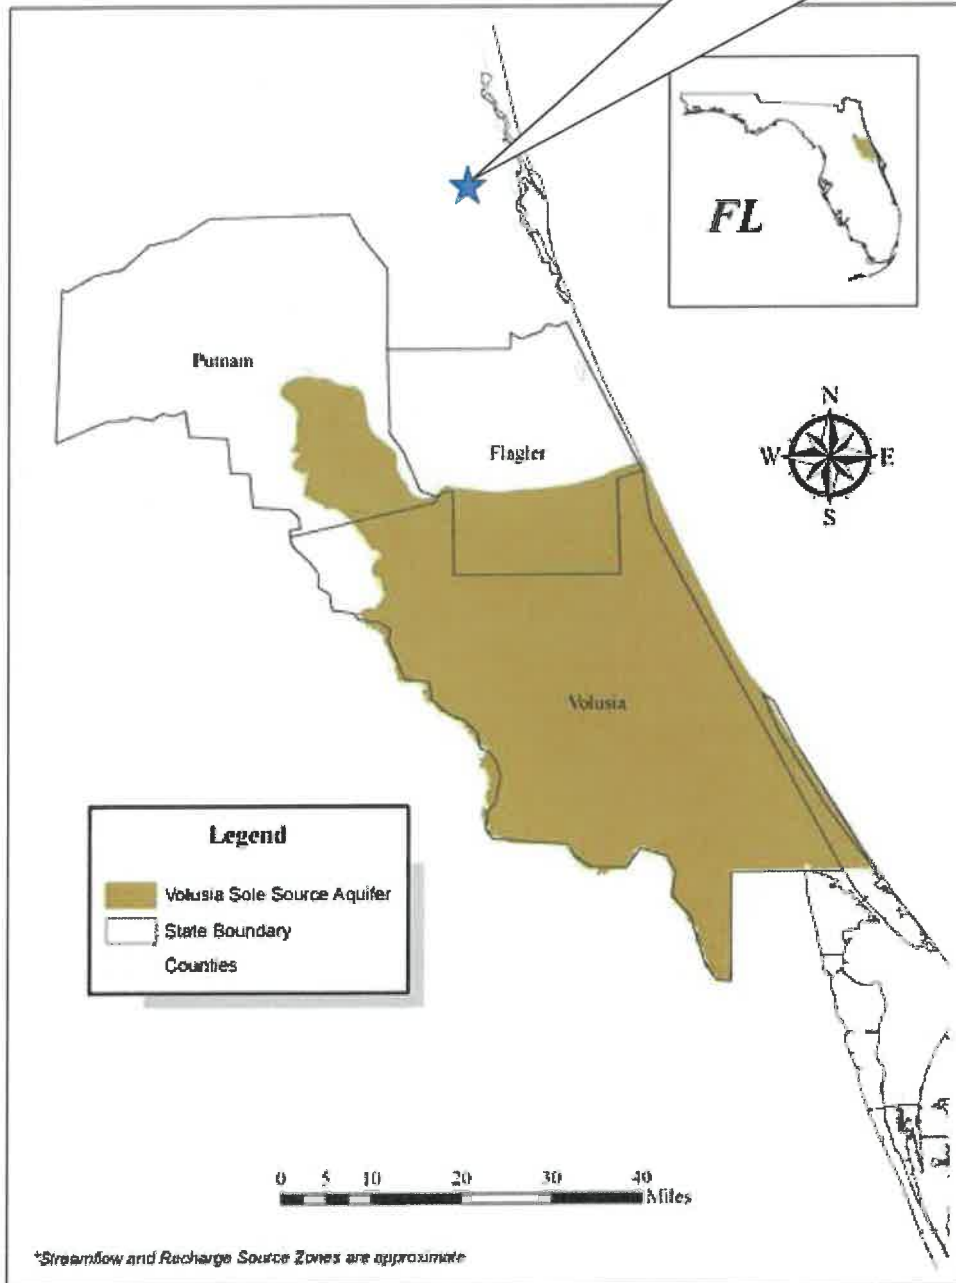 FL
Putnam
Flagler
N
W E
S
Volusia
Legend
Volusia Sole Source Aquifer
State Boundary
Counties
0 5 10 20 30 40
Miles
*Streamflow and Recharge Source Zones are approximate